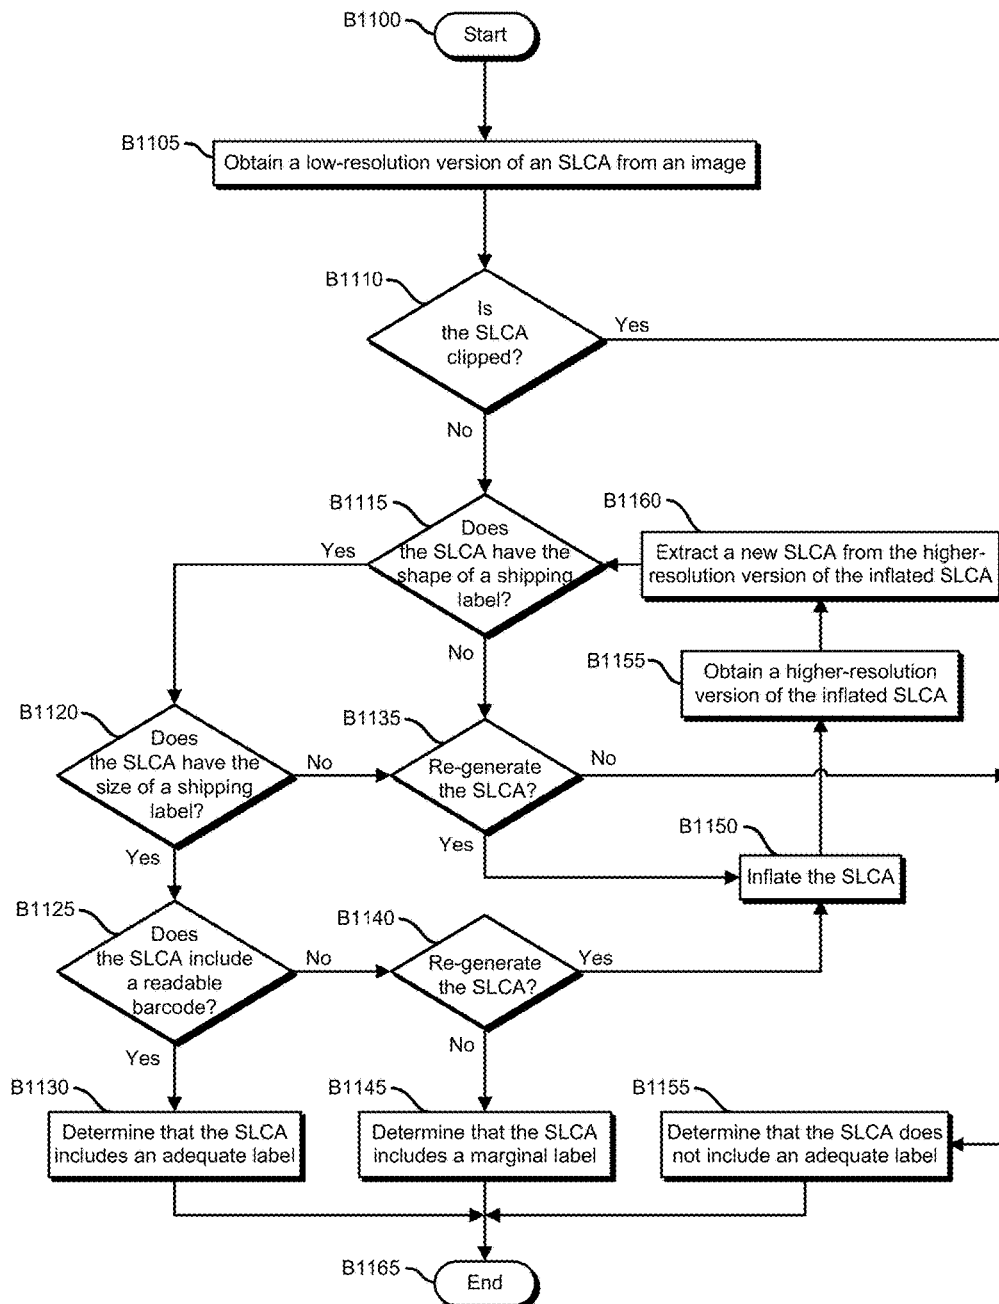 B1100
Start
B1105
Obtain a low-resolution version of an SLCA from an image
B1110
Is
the SLCA
clipped?
Yes
No
B1115
Does
the SLCA have the
shape of a shipping
label?
Yes
No
B1160
Extract a new SLCA from the higher-
resolution version of the inflated SLCA
B1155
Obtain a higher-resolution
version of the inflated SLCA
B1120
Does
the SLCA have the
size of a shipping
label?
No
Yes
B1135
Re-generate
the SLCA?
No
Yes
B1150
Inflate the SLCA
B1125
Does
the SLCA include
a readable
barcode?
No
Yes
B1140
Re-generate
the SLCA?
Yes
No
B1130
Determine that the SLCA
includes an adequate label
B1145
Determine that the SLCA
includes a marginal label
B1155
Determine that the SLCA does
not include an adequate label
B1165
End